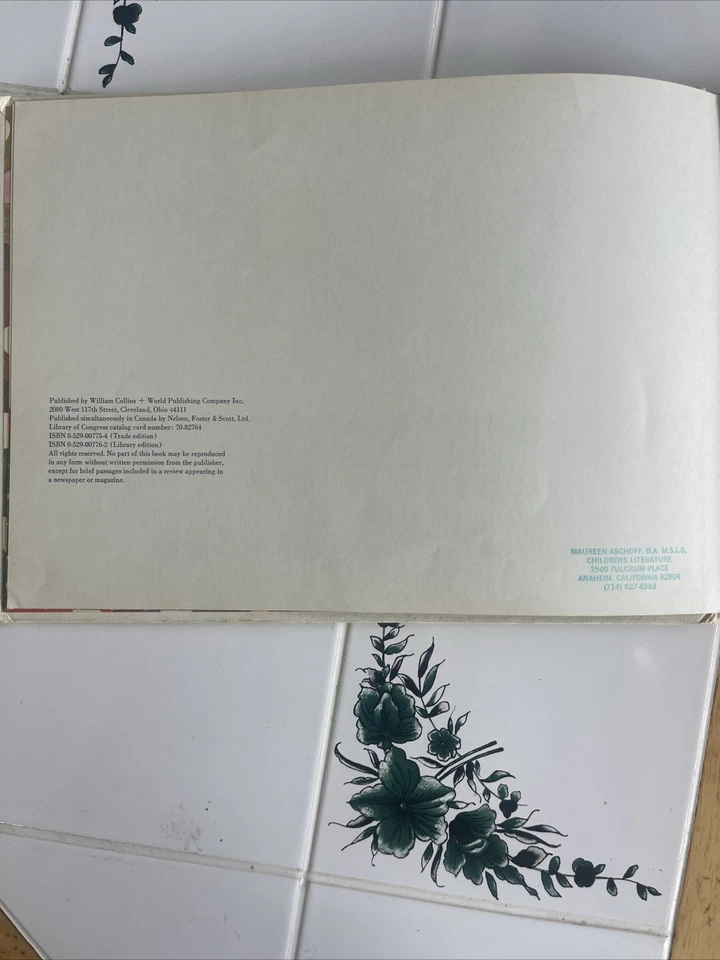 Published by William Collins + World Publishing Company Inc.
2080 West 117th Street, Cleveland, Ohio 44111
Published simultaneously in Canada by Nelson, Foster & Scott, Ltd.
Library of Congress catalog card number: 70-82764
ISBN 0-529-00775-4 (Trade edition)
ISBN 0-529-00776-2 (Library edition)
All rights reserved. No part of this book may be reproduced
in any form without written permission from the publisher,
except for brief passages included in a review appearing in
a newspaper or magazine.
MAUREEN ASCHOFF, B.A. M.S.L.S.
CHILDRENS LITERATURE
2500 FULCRUM PLACE
ANAHEIM, CALIFORNIA 92804
(714) 827-8593